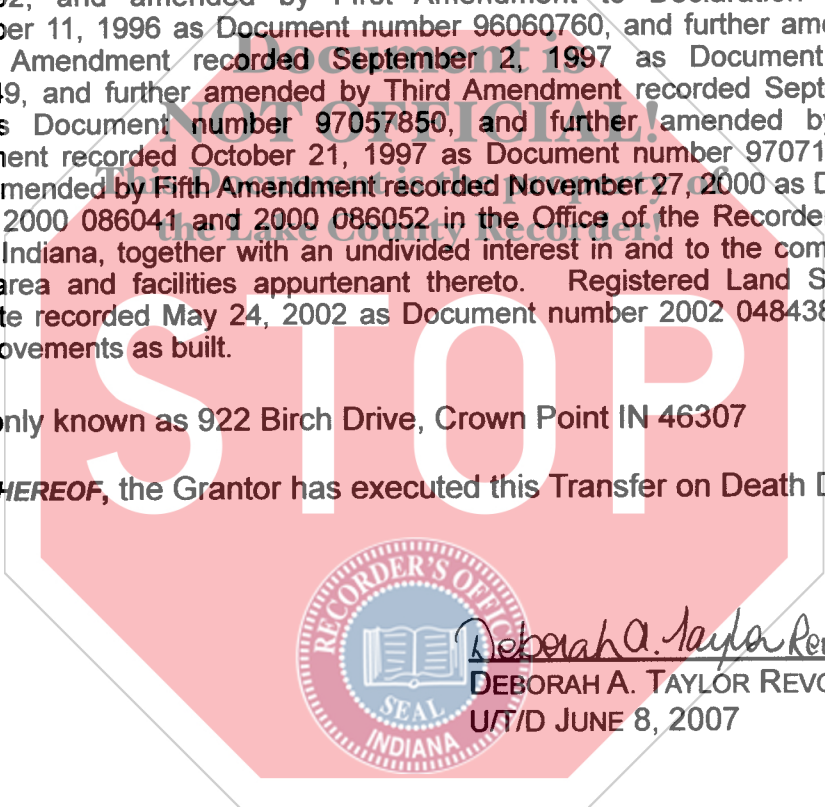 and amended by First Amendment to Declaration
er 11, 1996 as Document number 96060760, and further am
Amendment recorded September 2, 1997 as Document
9, and further amended by Third Amendment recorded Sept
s Document number 97057850, and further amended b
ent recorded October 21, 1997 as Document number 97071
mended by Fifth Amendment recorded November 27, 2000 as D
2000 086041 and 2000 086052 in the Office of the Recorde
Indiana, together with an undivided interest in and to the com
area and facilities appurtenant thereto. Registered Land S
te recorded May 24, 2002 as Document number 2002 048438
ovements as built.
only known as 922 Birch Drive, Crown Point IN 46307
HEREOF, the Grantor has executed this Transfer on Death D
Deborah A. Taylor Rev
DEBORAH A. TAYLOR REVO
U/T/D JUNE 8, 2007
Document is
NOT OFFICIAL!
This Document is the property of
the Lake County Recorder!
STOP
RECORDER'S OFFICE
SEAL
INDIANA